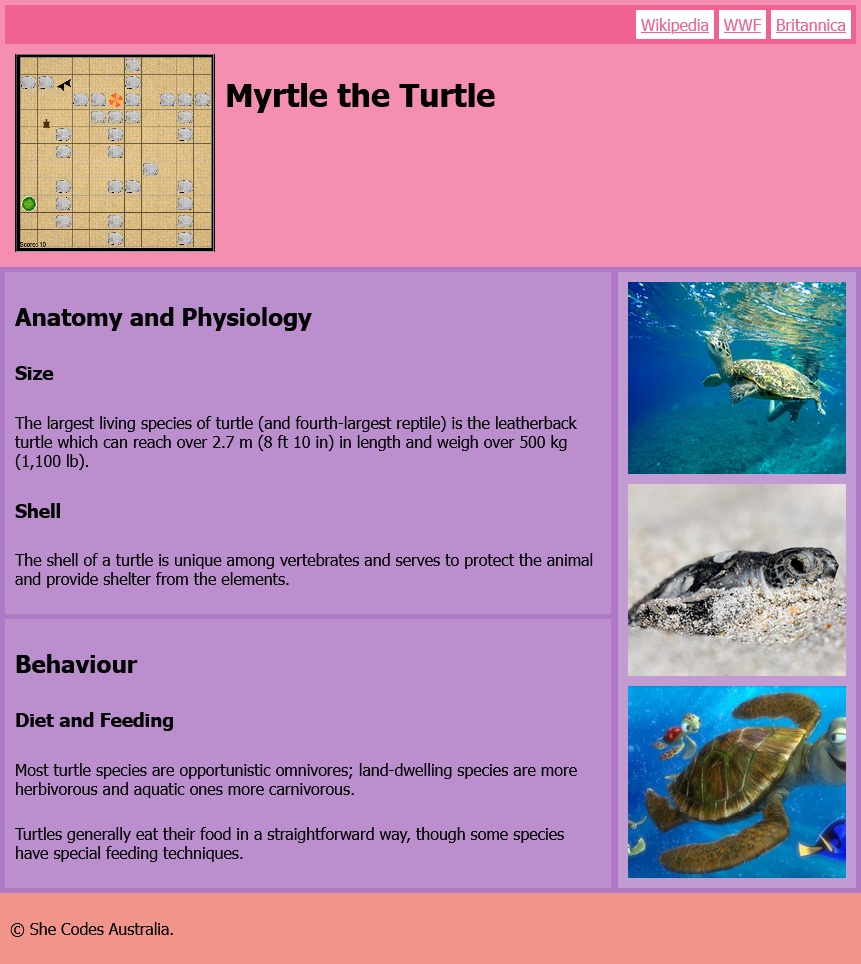 Wikipedia WWF Britannica
Myrtle the Turtle
Score: 10
Anatomy and Physiology
Size
The largest living species of turtle (and fourth-largest reptile) is the leatherback
turtle which can reach over 2.7 m (8 ft 10 in) in length and weigh over 500 kg
(1,100 lb).
Shell
The shell of a turtle is unique among vertebrates and serves to protect the animal
and provide shelter from the elements.
Behaviour
Diet and Feeding
Most turtle species are opportunistic omnivores; land-dwelling species are more
herbivorous and aquatic ones more carnivorous.
Turtles generally eat their food in a straightforward way, though some species
have special feeding techniques.
© She Codes Australia.